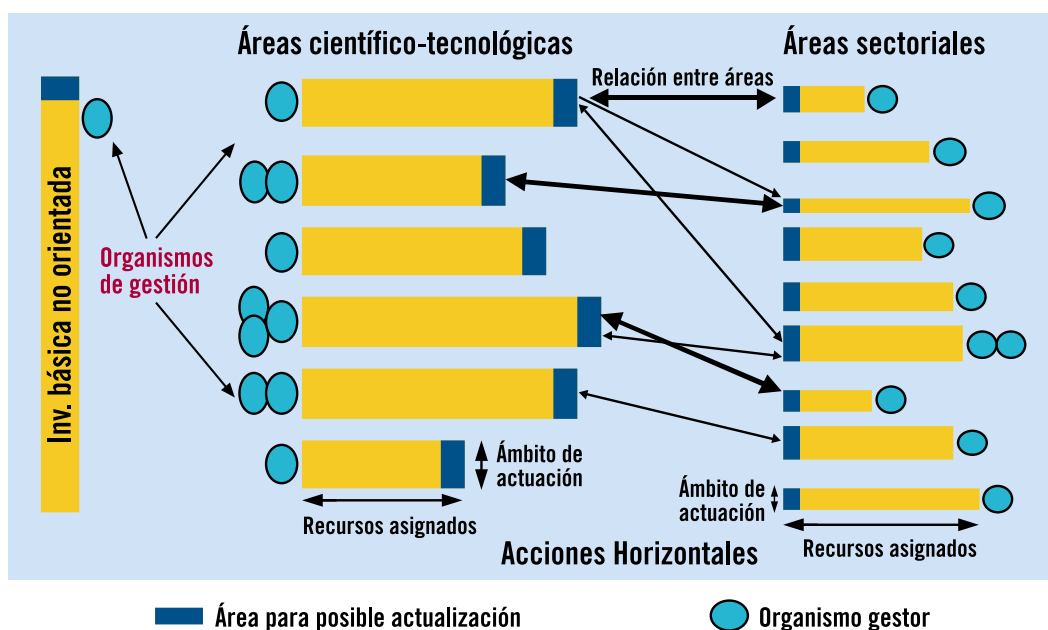 Áreas científico-tecnológicas
Áreas sectoriales
Relación entre áreas
Inv. básica no orientada
Organismos
de gestión
Ámbito de
actuación
Recursos asignados
Ámbito de
actuación
Recursos asignados
Acciones Horizontales
Área para posible actualización
Organismo gestor